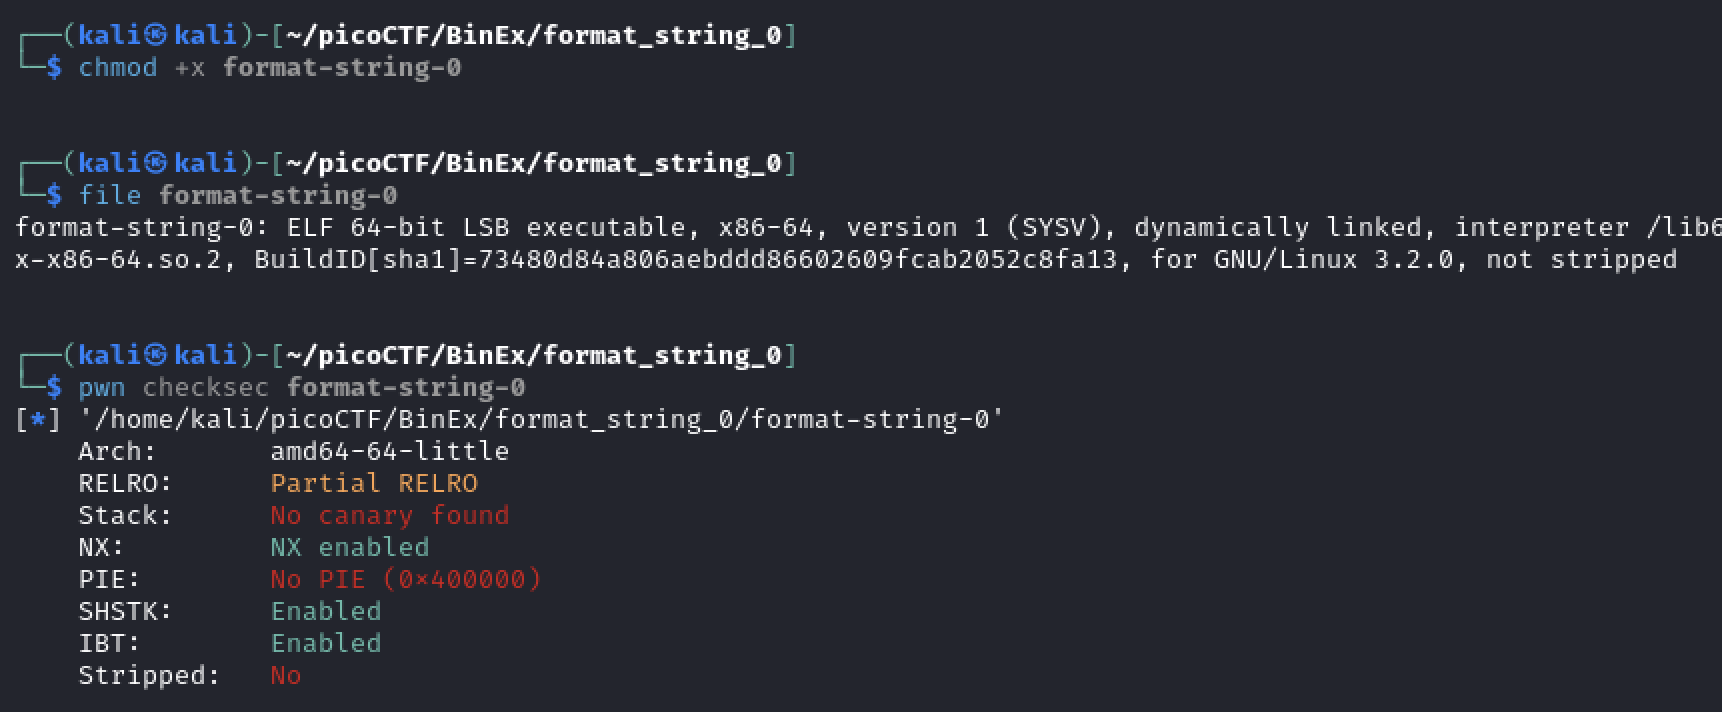 ┌──(kali㉿kali)-[~/picoCTF/BinEx/format_string_0]
└─$ chmod +x format-string-0
┌──(kali㉿kali)-[~/picoCTF/BinEx/format_string_0]
└─$ file format-string-0
format-string-0: ELF 64-bit LSB executable, x86-64, version 1 (SYSV), dynamically linked, interpreter /lib6
x-x86-64.so.2, BuildID[sha1]=73480d84a806aebddd86602609fcab2052c8fa13, for GNU/Linux 3.2.0, not stripped
┌──(kali㉿kali)-[~/picoCTF/BinEx/format_string_0]
└─$ pwn checksec format-string-0
[*] '/home/kali/picoCTF/BinEx/format_string_0/format-string-0'
Arch: amd64-64-little
RELRO: Partial RELRO
Stack: No canary found
NX: NX enabled
PIE: No PIE (0×400000)
SHSTK: Enabled
IBT: Enabled
Stripped: No